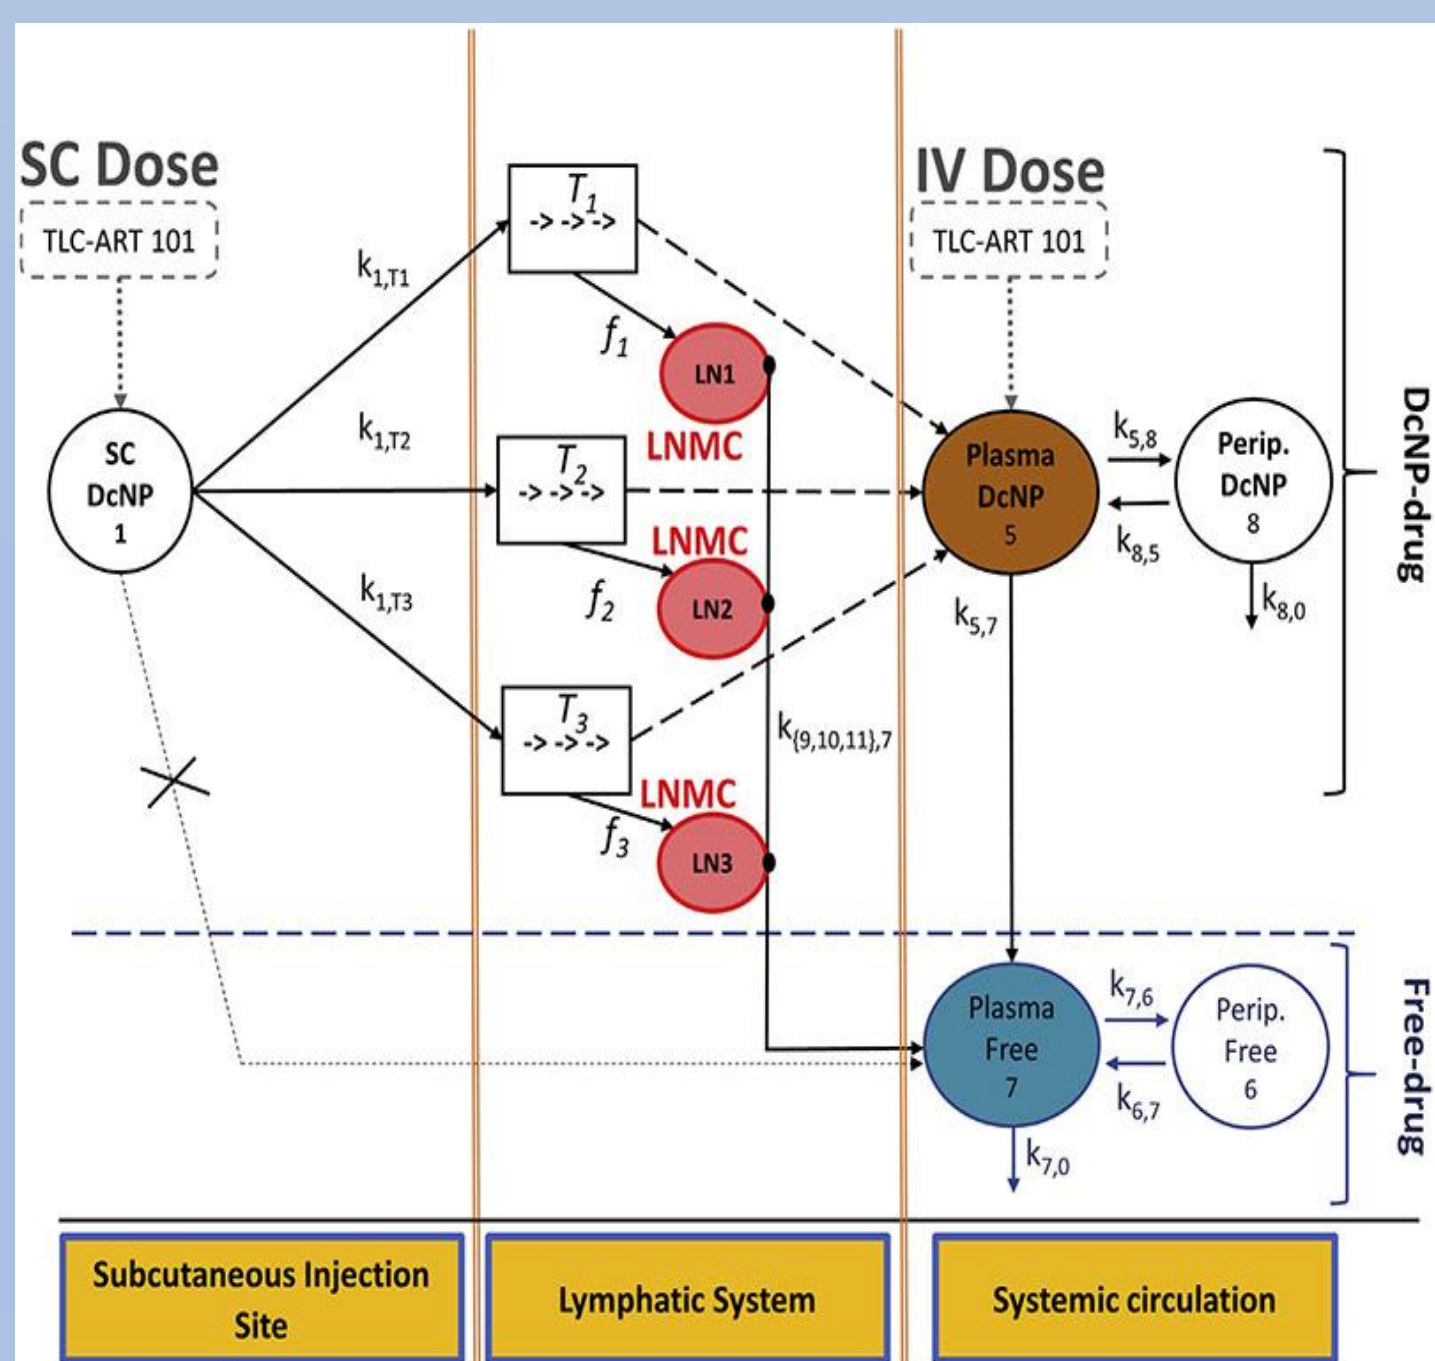 SC Dose
TLC-ART 101
IV Dose
TLC-ART 101
T1
-> -> ->
k1,T1
f1
LN1
LNMC
SC
DcNP
1
k1,T2
T2
-> -> ->
LNMC
f2
LN2
k1,T3
T3
-> -> ->
LNMC
f3
LN3
k{9,10,11},7
Plasma
DcNP
5
k5,8
k8,5
Perip.
DcNP
8
k8,0
k5,7
DcNP-drug
Plasma
Free
7
k7,6
k6,7
Perip.
Free
6
k7,0
Free-drug
Subcutaneous Injection
Site
Lymphatic System
Systemic circulation